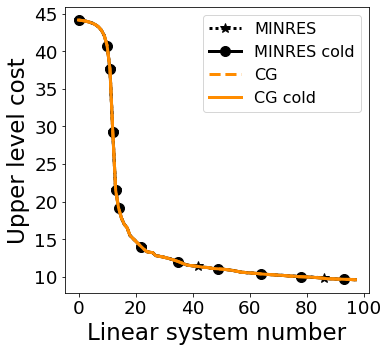 45
40
35
30
25
20
15
10
Upper level cost
MINRES
MINRES cold
CG
CG cold
0 20 40 60 80 100
Linear system number